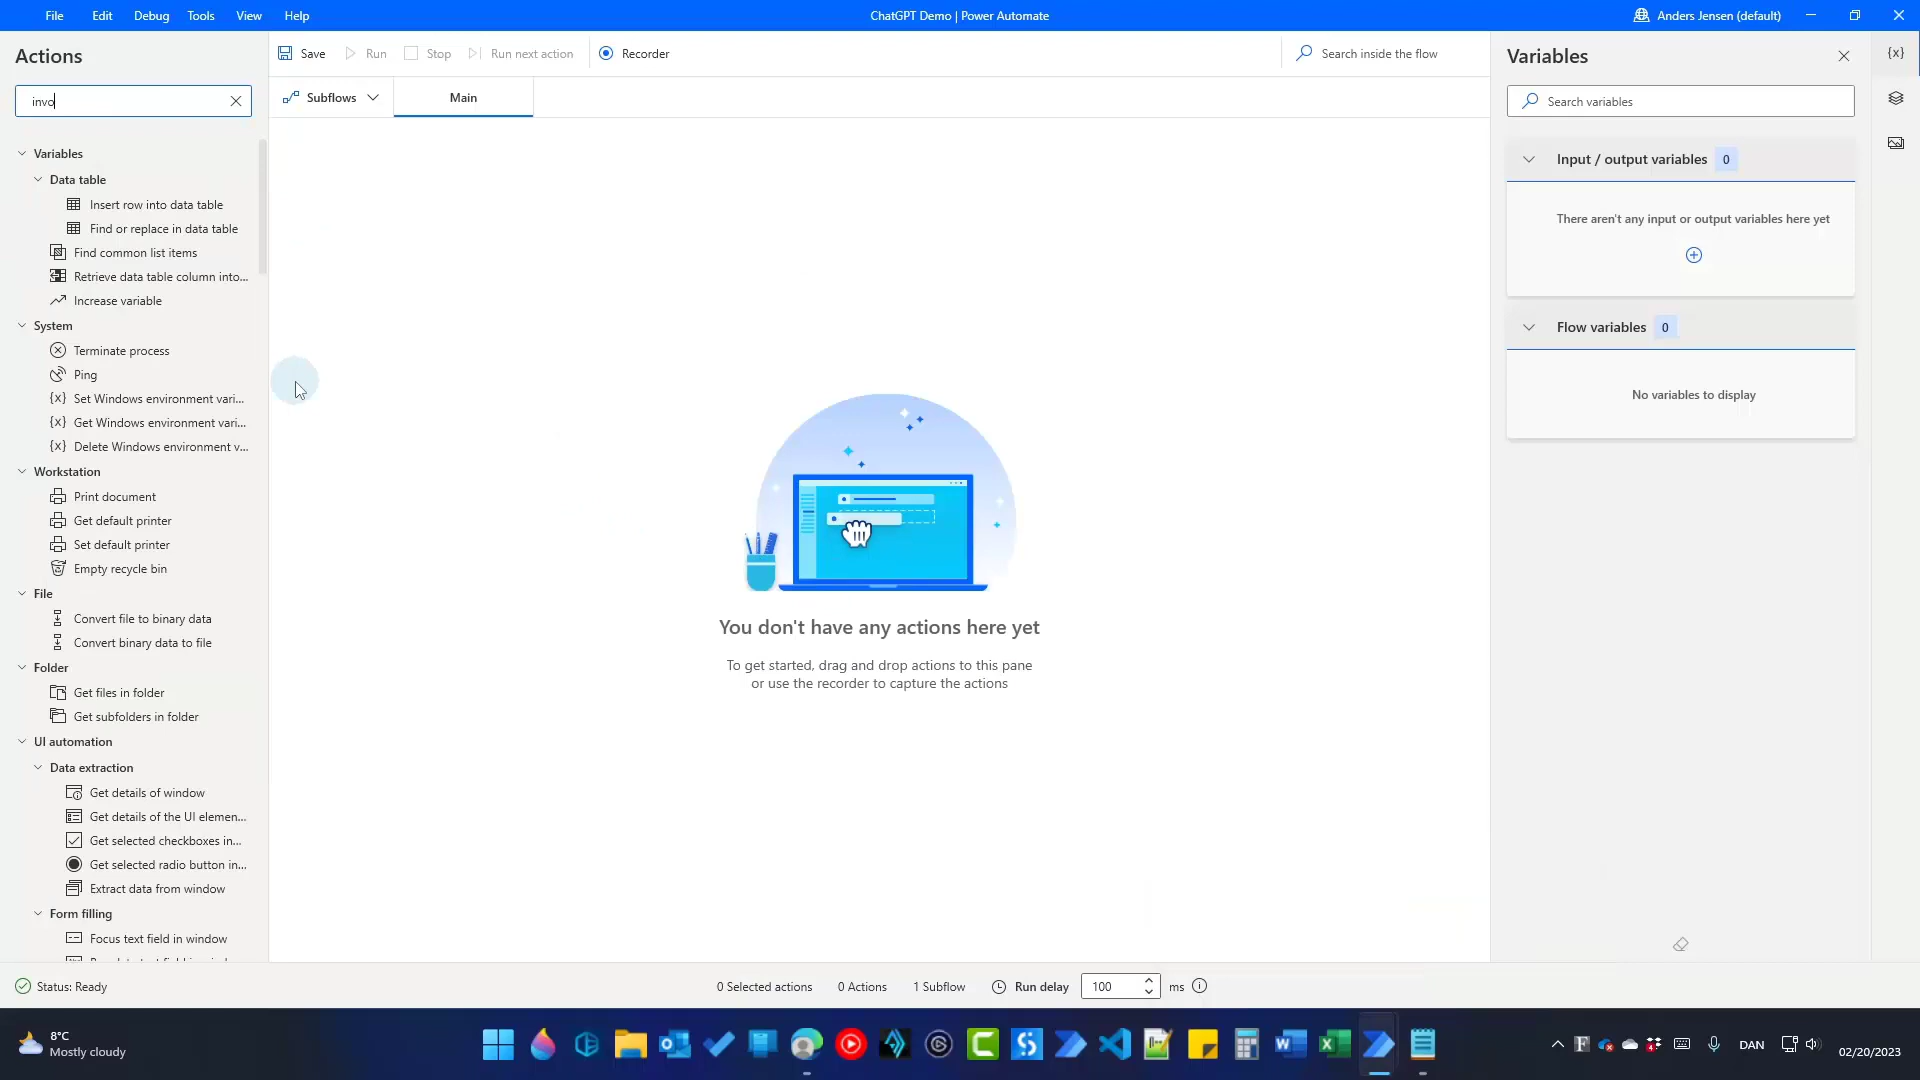 File Edit Debug Tools View Help
ChatGPT Demo | Power Automate
Anders Jensen (default)
Actions
invo
Variables
Data table
Insert row into data table
Find or replace in data table
Find common list items
Retrieve data table column into...
Increase variable
System
Terminate process
Ping
Set Windows environment vari...
Get Windows environment vari...
Delete Windows environment v...
Workstation
Print document
Get default printer
Set default printer
Empty recycle bin
File
Convert file to binary data
Convert binary data to file
Folder
Get files in folder
Get subfolders in folder
UI automation
Data extraction
Get details of window
Get details of the UI elemen...
Get selected checkboxes in...
Get selected radio button in...
Extract data from window
Form filling
Focus text field in window
Save Run Stop Run next action Recorder
Search inside the flow
Subflows Main
You don't have any actions here yet
To get started, drag and drop actions to this pane
or use the recorder to capture the actions
Variables
{x}
Search variables
Input / output variables 0
There aren't any input or output variables here yet
Flow variables 0
No variables to display
Status: Ready
0 Selected actions 0 Actions 1 Subflow Run delay 100 ms
8°C
Mostly cloudy
DAN
02/20/2023